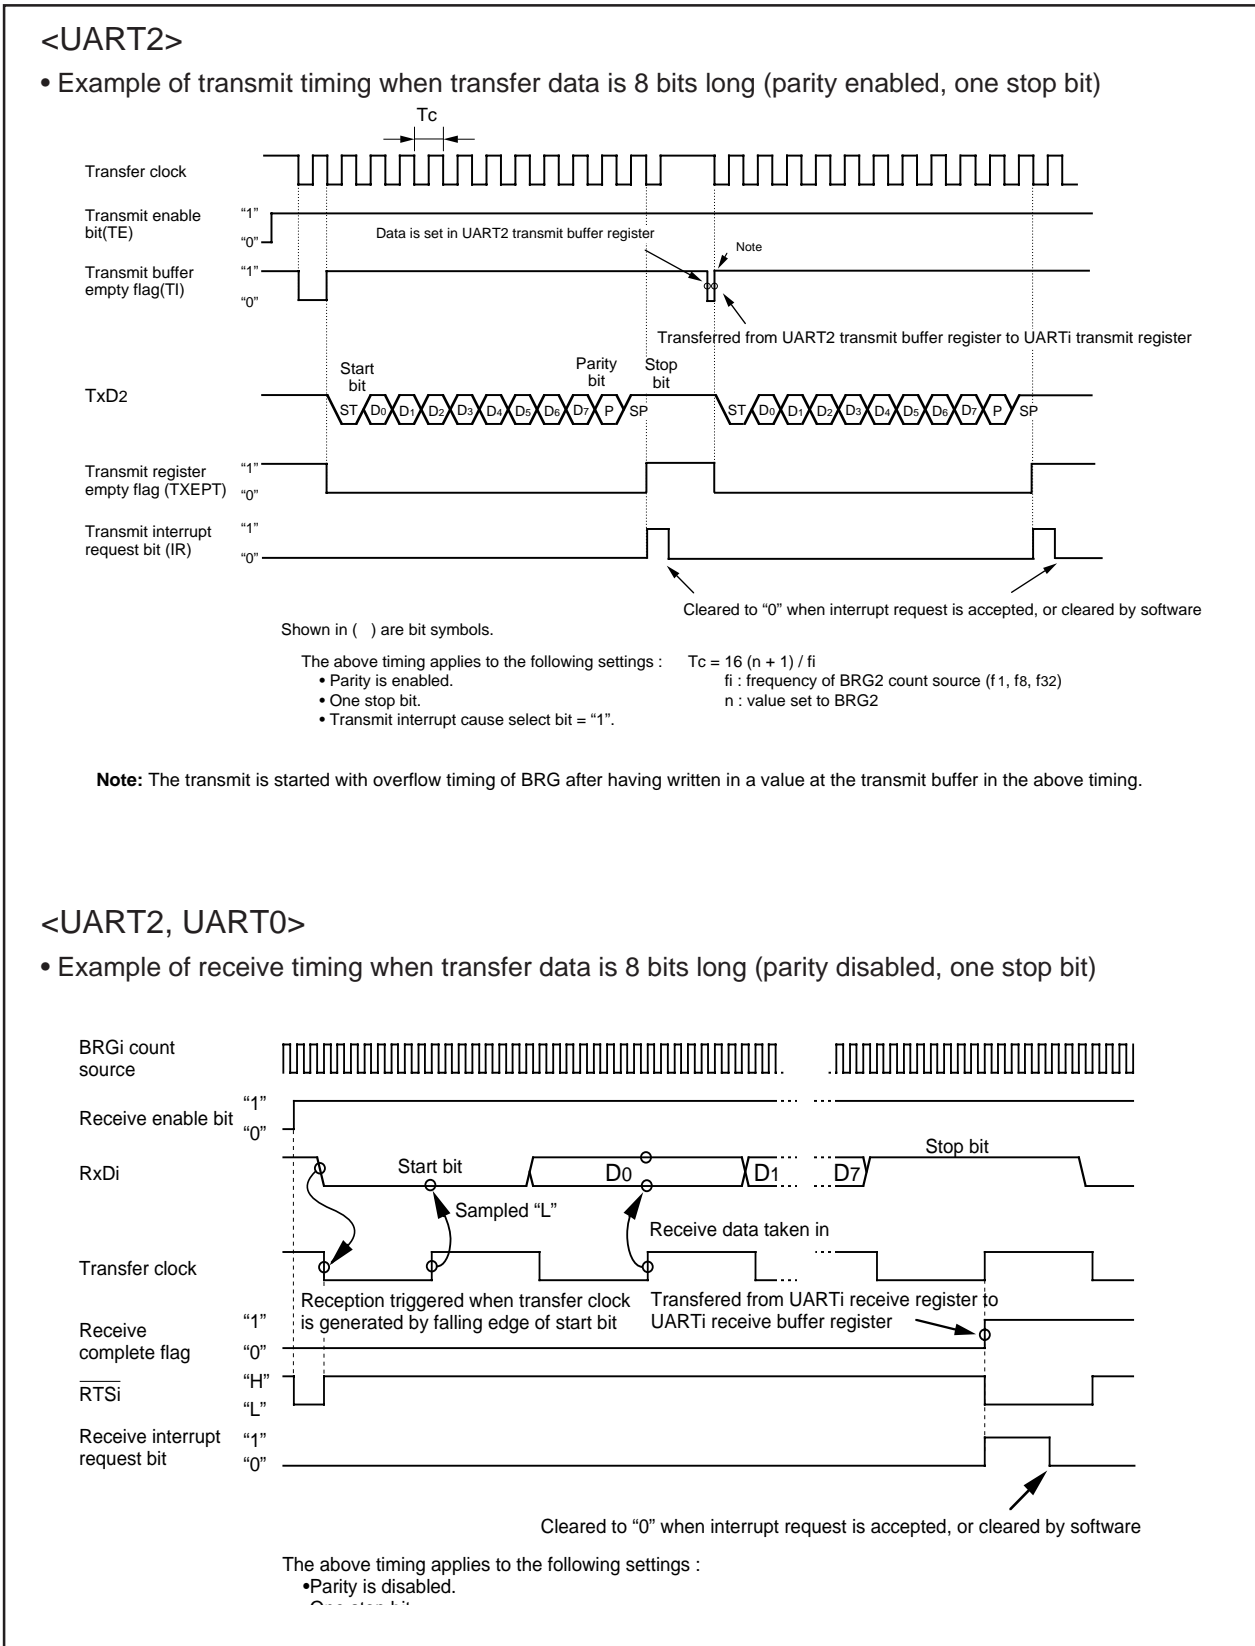 <UART2>
• Example of transmit timing when transfer data is 8 bits long (parity enabled, one stop bit)
Tc
Transfer clock
Transmit enable
bit(TE)
“1”
“0”
Data is set in UART2 transmit buffer register
Note
Transmit buffer
empty flag(TI)
“1”
“0”
Transferred from UART2 transmit buffer register to UARTi transmit register
Start
bit
Parity
bit
Stop
bit
TxD2
ST D0 D1 D2 D3 D4 D5 D6 D7 P SP
ST D0 D1 D2 D3 D4 D5 D6 D7 P SP
Transmit register
empty flag (TXEPT)
“1”
“0”
Transmit interrupt
request bit (IR)
“1”
“0”
Cleared to “0” when interrupt request is accepted, or cleared by software
Shown in ( ) are bit symbols.
The above timing applies to the following settings :
• Parity is enabled.
• One stop bit.
• Transmit interrupt cause select bit = “1”.
Tc = 16 (n + 1) / fi
fi : frequency of BRG2 count source (f1, f8, f32)
n : value set to BRG2
Note: The transmit is started with overflow timing of BRG after having written in a value at the transmit buffer in the above timing.
<UART2, UART0>
• Example of receive timing when transfer data is 8 bits long (parity disabled, one stop bit)
BRGi count
source
Receive enable bit
“1”
“0”
RxDi
Start bit
D0
D1
D7
Stop bit
Sampled “L”
Receive data taken in
Transfer clock
Reception triggered when transfer clock
is generated by falling edge of start bit
Transfered from UARTi receive register to
UARTi receive buffer register
Receive
complete flag
“1”
“0”
RTSi
“H”
“L”
Receive interrupt
request bit
“1”
“0”
Cleared to “0” when interrupt request is accepted, or cleared by software
The above timing applies to the following settings :
•Parity is disabled.